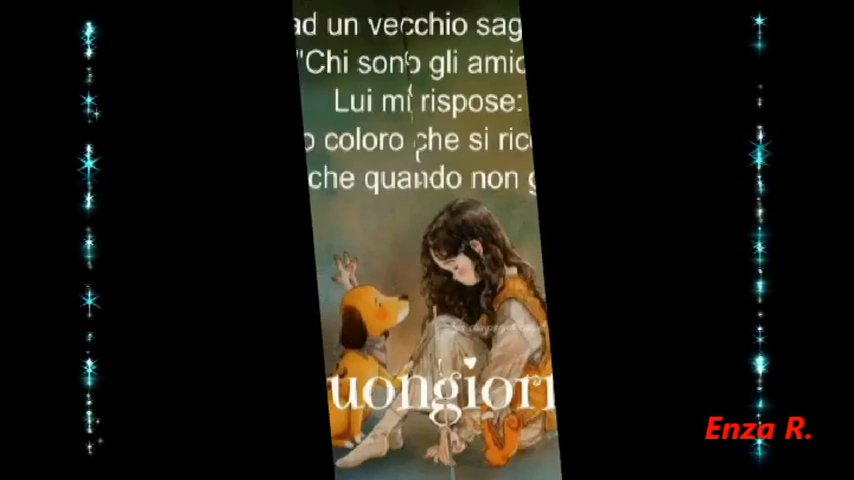 ad un vecchio sag
"Chi sono gli amic
Lui mi rispose:
o coloro che si rico
che quando non g
uongiorn
Enza R.